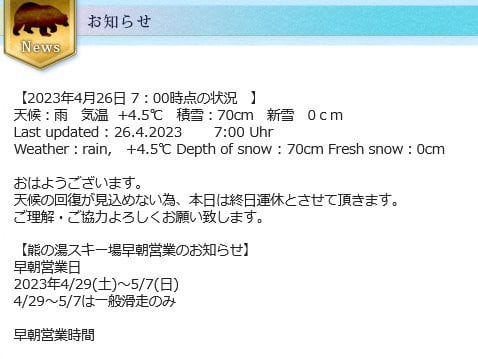 お知らせ
News
【2023年4月26日 7：00時点の状況　】
天候：雨　気温  +4.5℃　積雪：70cm　新雪　０ｃｍ
Last updated：26.4.2023　　7:00 Uhr
Weather：rain,　+4.5℃ Depth of snow：70cm Fresh snow：0cm
おはようございます。
天候の回復が見込めない為、本日は終日運休とさせて頂きます。
ご理解・ご協力よろしくお願い致します。
【熊の湯スキー場早朝営業のお知らせ】
早朝営業日
2023年4/29(土)～5/7(日)
4/29～5/7は一般滑走のみ
早朝営業時間